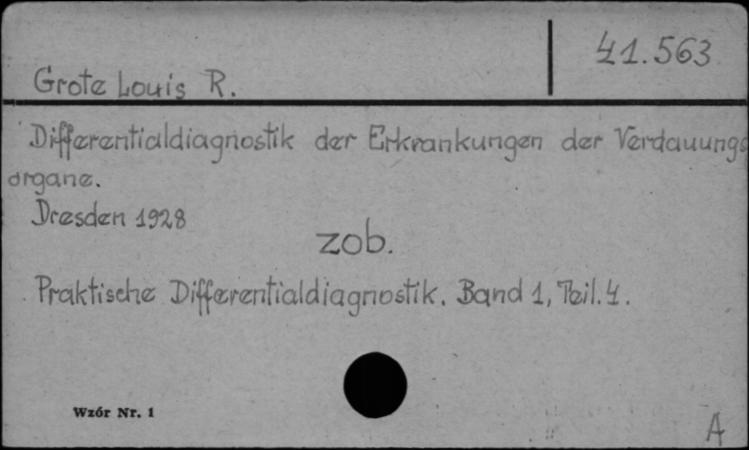 41.563
Grote Louis R.
Differentialdiagnostik der Erkrankungen der Verdauungs
organe.
Dresden 1928
zob.
Praktische Differentialdiagnostik. Band 1, Teil. 4.
Wzór Nr. 1
A